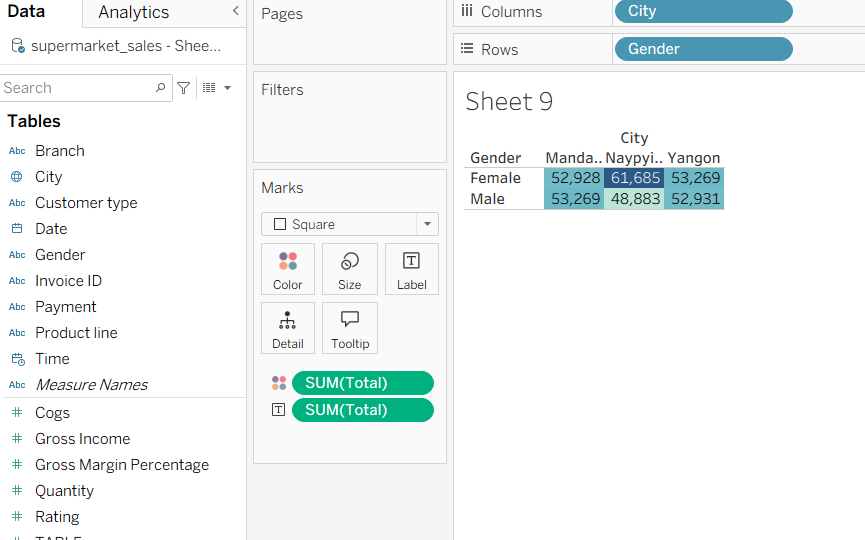 Data
Analytics
supermarket_sales - Shee...
Search
Tables
Abc Branch
City
Abc Customer type
Date
Abc Gender
Abc Invoice ID
Abc Payment
Abc Product line
Time
Abc Measure Names
# Cogs
# Gross Income
# Gross Margin Percentage
# Quantity
# Rating
Pages
Filters
Marks
Square
Color Size Label
Detail Tooltip
SUM(Total)
SUM(Total)
Columns City
Rows Gender
Sheet 9
City
Gender Manda.. Naypyi.. Yangon
Female 52,928 61,685 53,269
Male 53,269 48,883 52,931